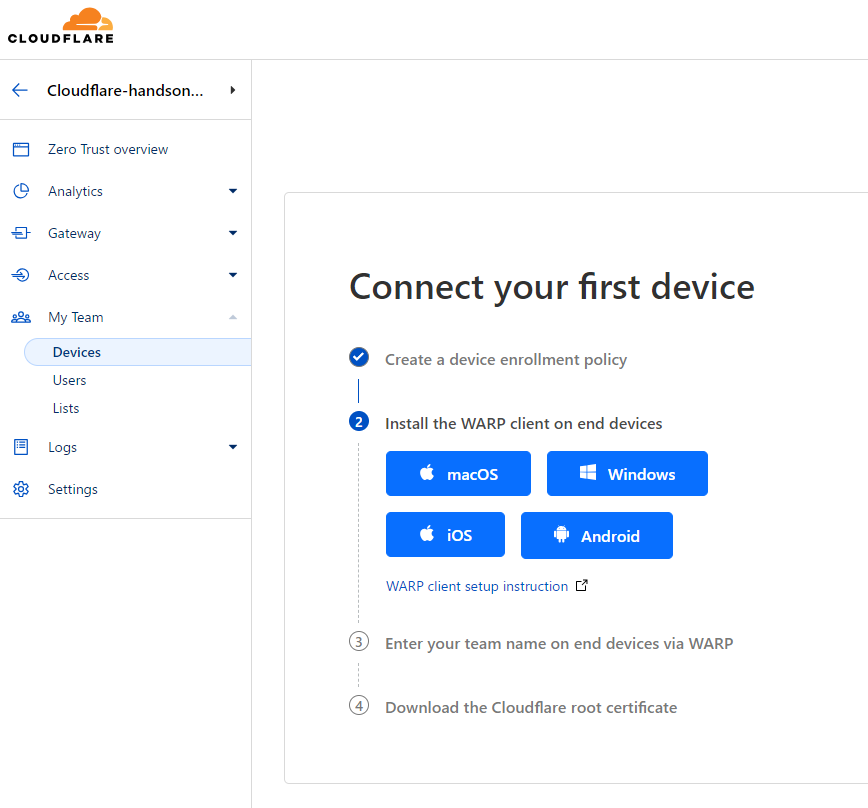 CLOUDFLARE
Cloudflare-handson...
Zero Trust overview
Analytics
Gateway
Access
My Team
Devices
Users
Lists
Logs
Settings
Connect your first device
Create a device enrollment policy
2 Install the WARP client on end devices
macOS Windows
iOS Android
WARP client setup instruction
3 Enter your team name on end devices via WARP
4 Download the Cloudflare root certificate